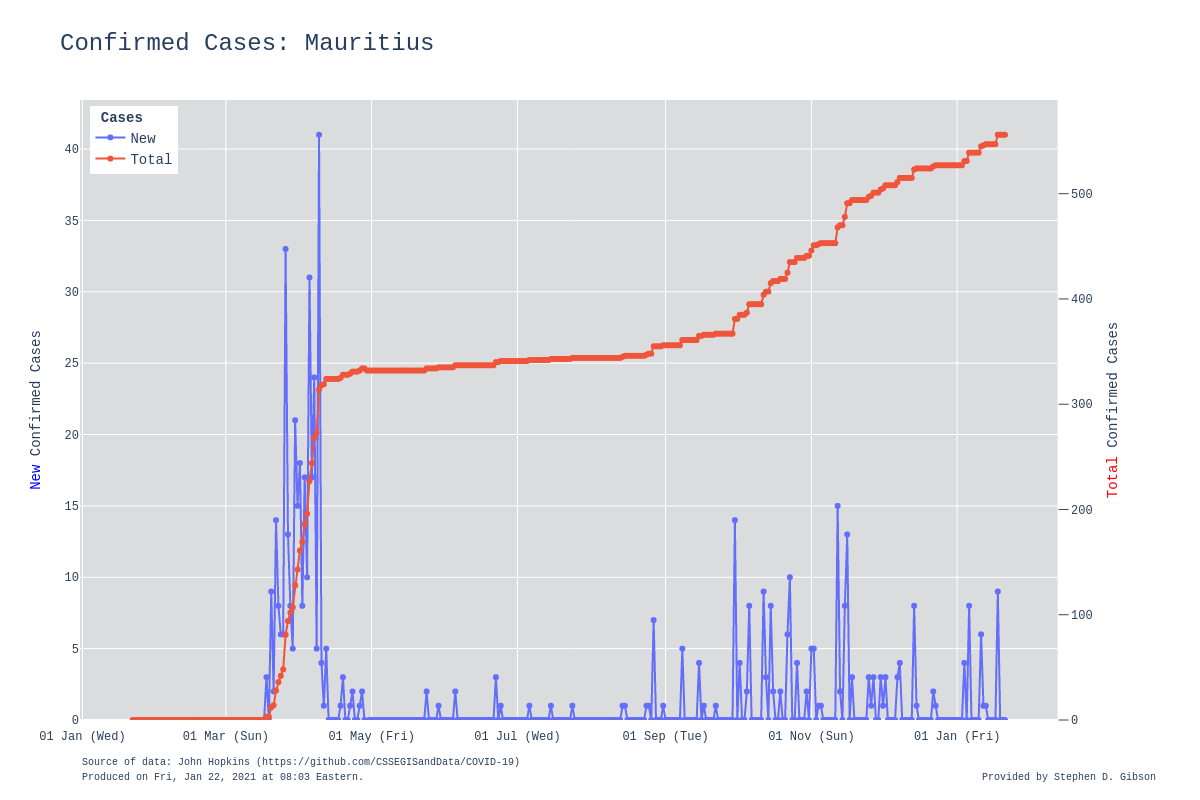 Confirmed Cases: Mauritius
Cases
New
Total
40
35
30
25
20
15
10
5
0
500
400
300
200
100
0
New Confirmed Cases
Total Confirmed Cases
01 Jan (Wed)
01 Mar (Sun)
01 May (Fri)
01 Jul (Wed)
01 Sep (Tue)
01 Nov (Sun)
01 Jan (Fri)
Source of data: John Hopkins (https://github.com/CSSEGISandData/COVID-19)
Produced on Fri, Jan 22, 2021 at 08:03 Eastern.
Provided by Stephen D. Gibson